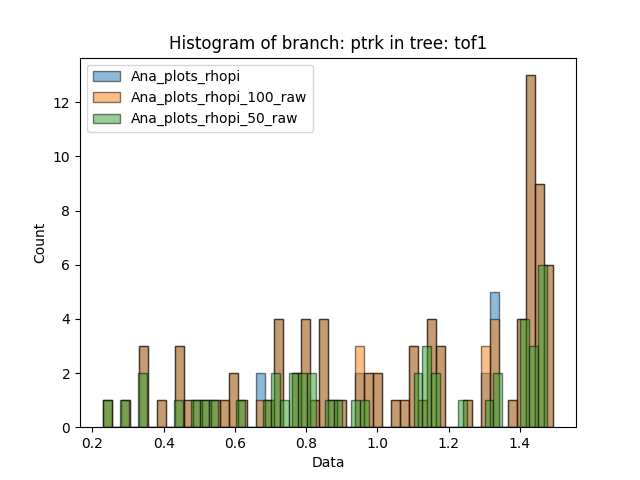 Histogram of branch: ptrk in tree: tof1
Ana_plots_rhopi
Ana_plots_rhopi_100_raw
Ana_plots_rhopi_50_raw
Count
12
10
8
6
4
2
0
0.2 0.4 0.6 0.8 1.0 1.2 1.4
Data